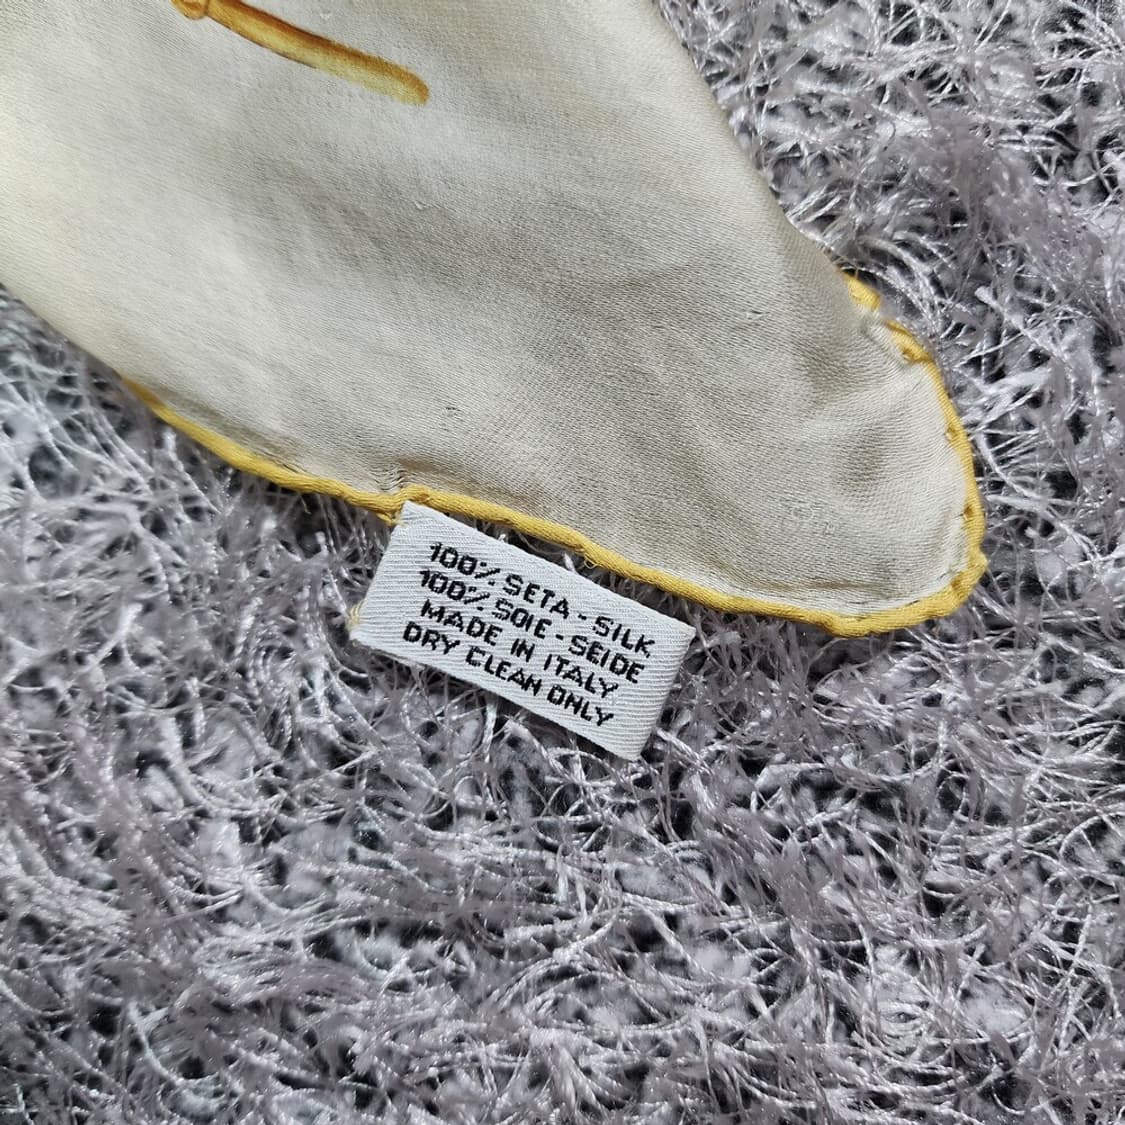 100% SETA - SILK
100% SOIE - SEIDE
MADE IN ITALY
DRY CLEAN ONLY